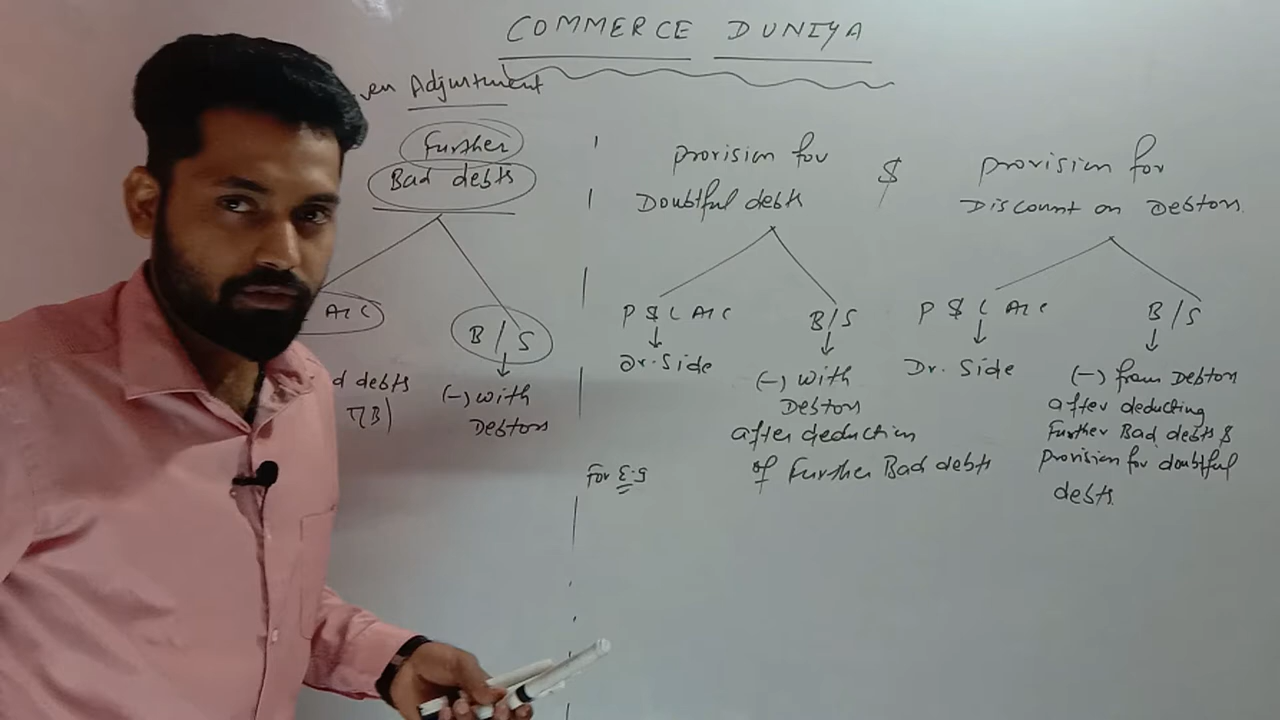 COMMERCE DUNIYA
en Adjustment
Further
Bad debts
A/C
B/S
d debts
TB)
(-) with
Debtors
Provision for
Doubtful debts
P $ L A/C
Dr. Side
B/S
(-) with
Debtors
after deduction
of Further Bad debts
For E.g
$
Provision for
Discount on Debtors.
P $ L A/C
Dr. Side
B/S
(-) from Debtors
after deducting
Further Bad debts &
Provision for doubtful
debts.